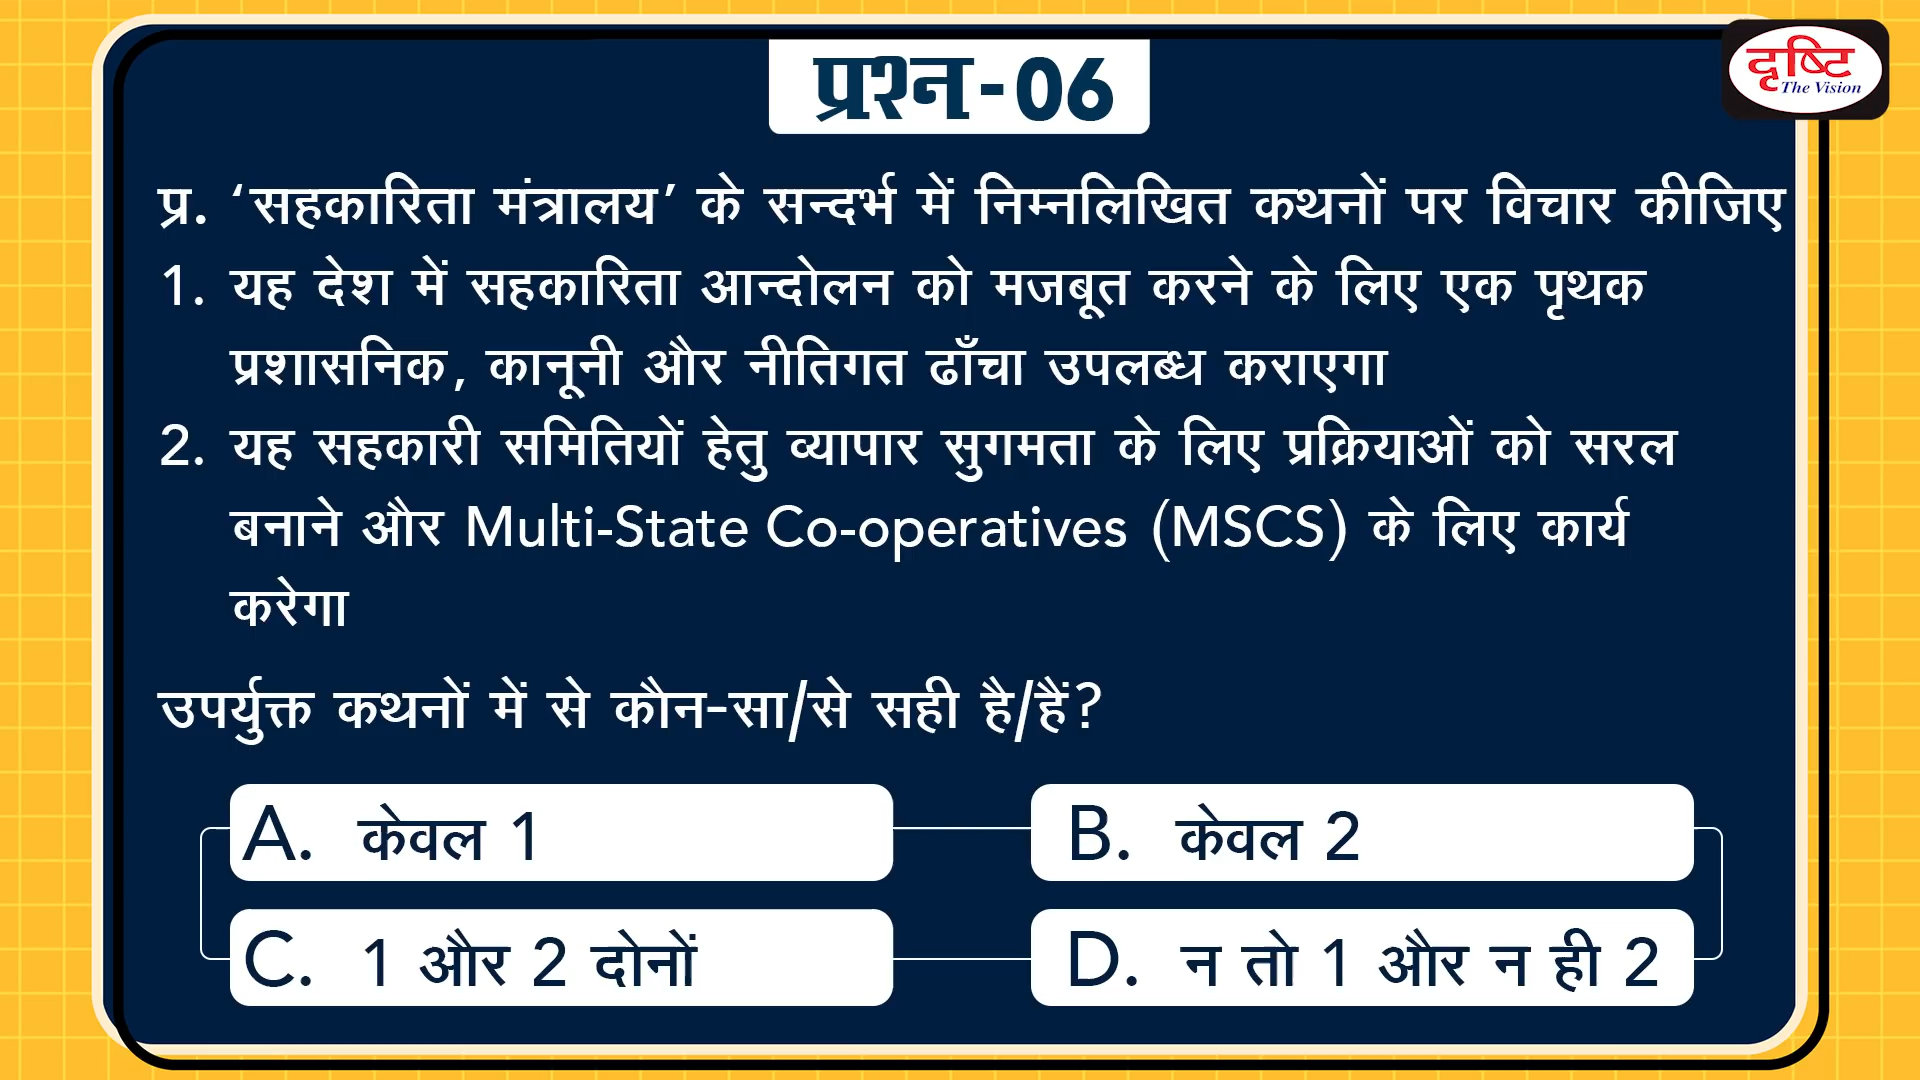 प्रश्न-06
दृष्टि
The Vision
प्र. ‘सहकारिता मंत्रालय’ के सन्दर्भ में निम्नलिखित कथनों पर विचार कीजिए
1. यह देश में सहकारिता आन्दोलन को मजबूत करने के लिए एक पृथक
प्रशासनिक, कानूनी और नीतिगत ढाँचा उपलब्ध कराएगा
2. यह सहकारी समितियों हेतु व्यापार सुगमता के लिए प्रक्रियाओं को सरल
बनाने और Multi-State Co-operatives (MSCS) के लिए कार्य
करेगा
उपर्युक्त कथनों में से कौन-सा/से सही है/हैं?
A. केवल 1
B. केवल 2
C. 1 और 2 दोनों
D. न तो 1 और न ही 2